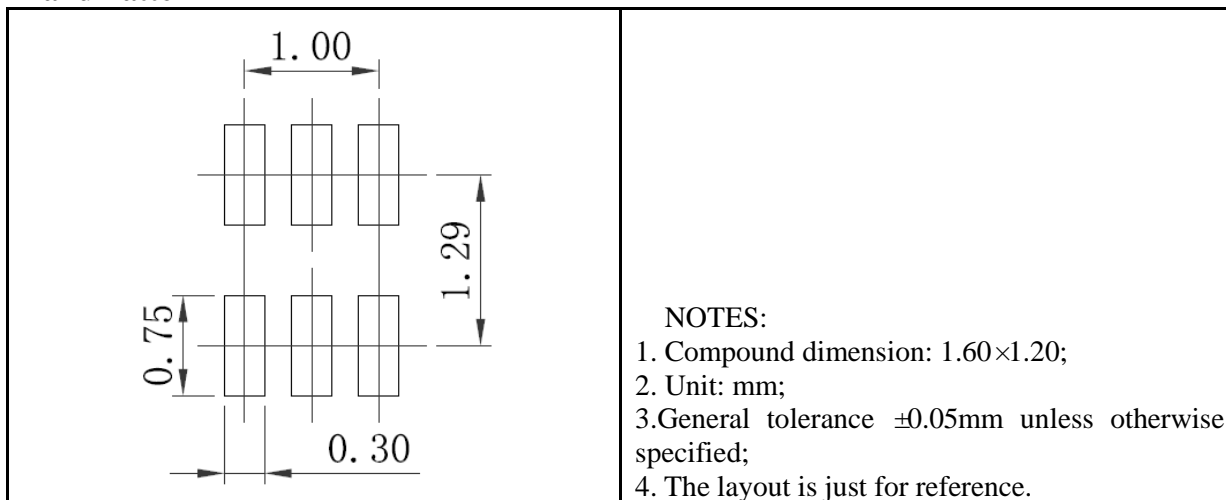 1. 00
1. 29
0. 75
0. 30
NOTES:
1. Compound dimension: 1.60×1.20;
2. Unit: mm;
3.General tolerance ±0.05mm unless otherwise
specified;
4. The layout is just for reference.